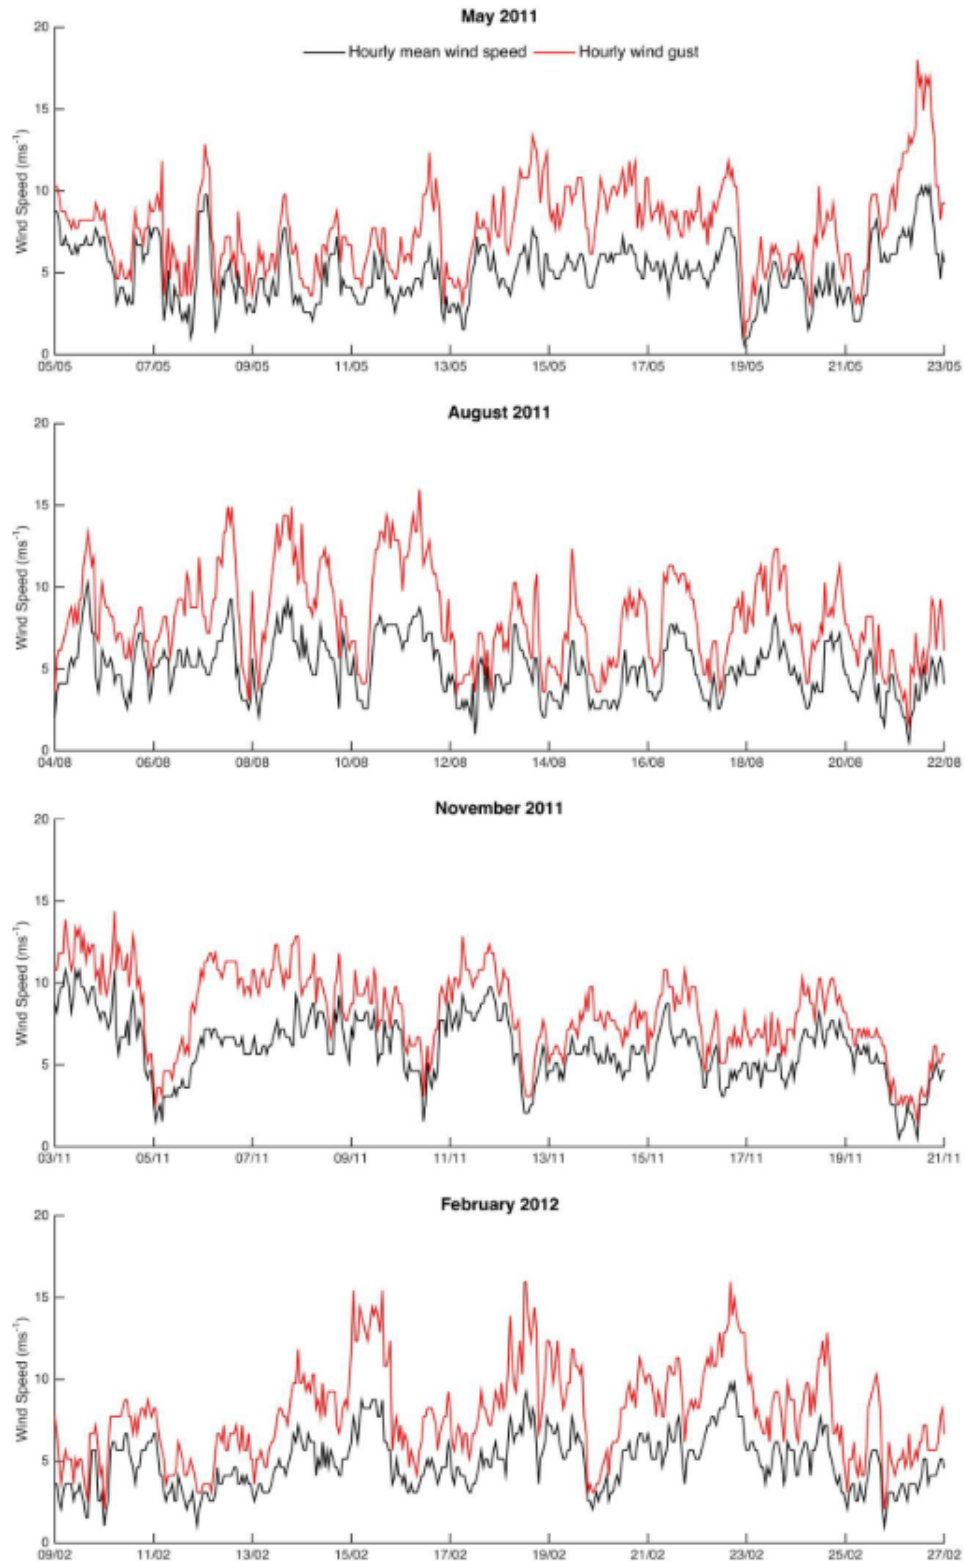 May 2011
Hourly mean wind speed Hourly wind gust
Wind Speed (ms⁻¹)
20
15
10
5
0
05/05 07/05 09/05 11/05 13/05 15/05 17/05 19/05 21/05 23/05
August 2011
Wind Speed (ms⁻¹)
20
15
10
5
0
04/08 06/08 08/08 10/08 12/08 14/08 16/08 18/08 20/08 22/08
November 2011
Wind Speed (ms⁻¹)
20
15
10
5
0
03/11 05/11 07/11 09/11 11/11 13/11 15/11 17/11 19/11 21/11
February 2012
Wind Speed (ms⁻¹)
20
15
10
5
0
09/02 11/02 13/02 15/02 17/02 19/02 21/02 23/02 25/02 27/02